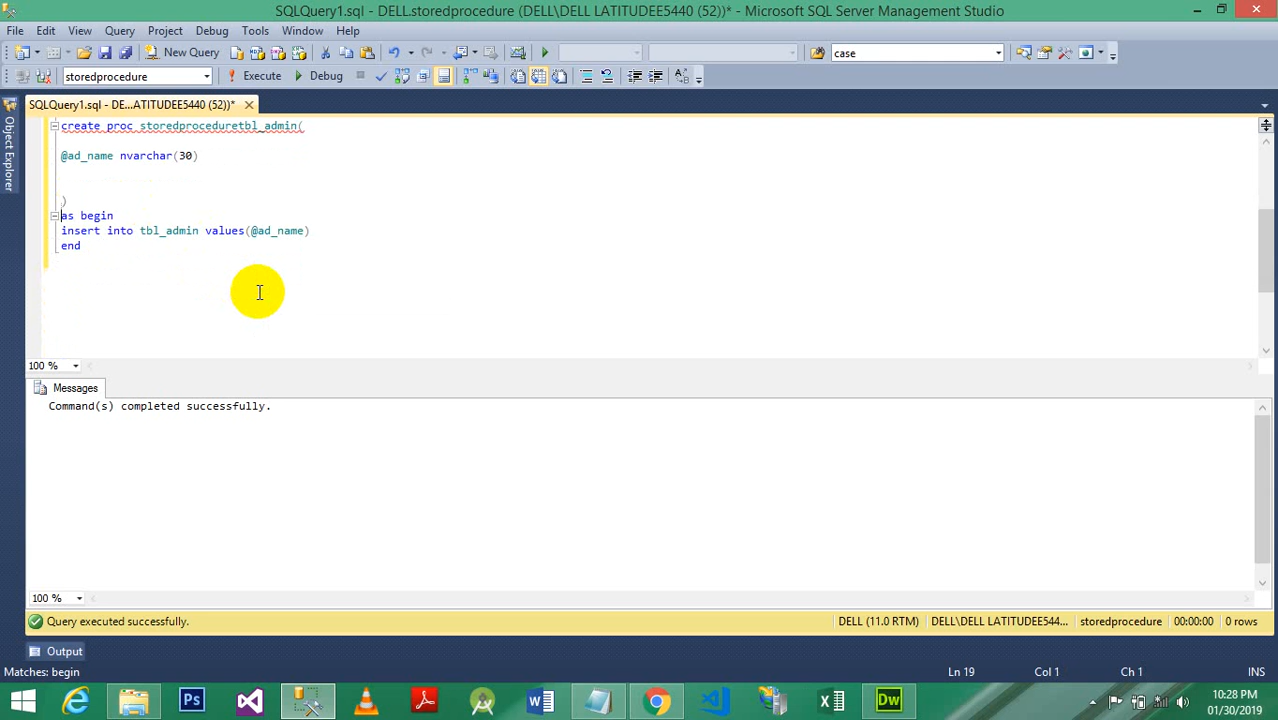 SQLQuery1.sql - DELL.storedprocedure (DELL\DELL LATITUDEE5440 (52))* - Microsoft SQL Server Management Studio
File Edit View Query Project Debug Tools Window Help
New Query case
storedprocedure Execute Debug
SQLQuery1.sql - DE...ATITUDEE5440 (52))*
Object Explorer
create proc storedproceduretbl_admin(
@ad_name nvarchar(30)
)
as begin
insert into tbl_admin values(@ad_name)
end
100 %
Messages
Command(s) completed successfully.
100 %
Query executed successfully. DELL (11.0 RTM) DELL\DELL LATITUDEE544... storedprocedure 00:00:00 0 rows
Output
Matches: begin Ln 19 Col 1 Ch 1 INS
Ps Dw
10:28 PM
01/30/2019